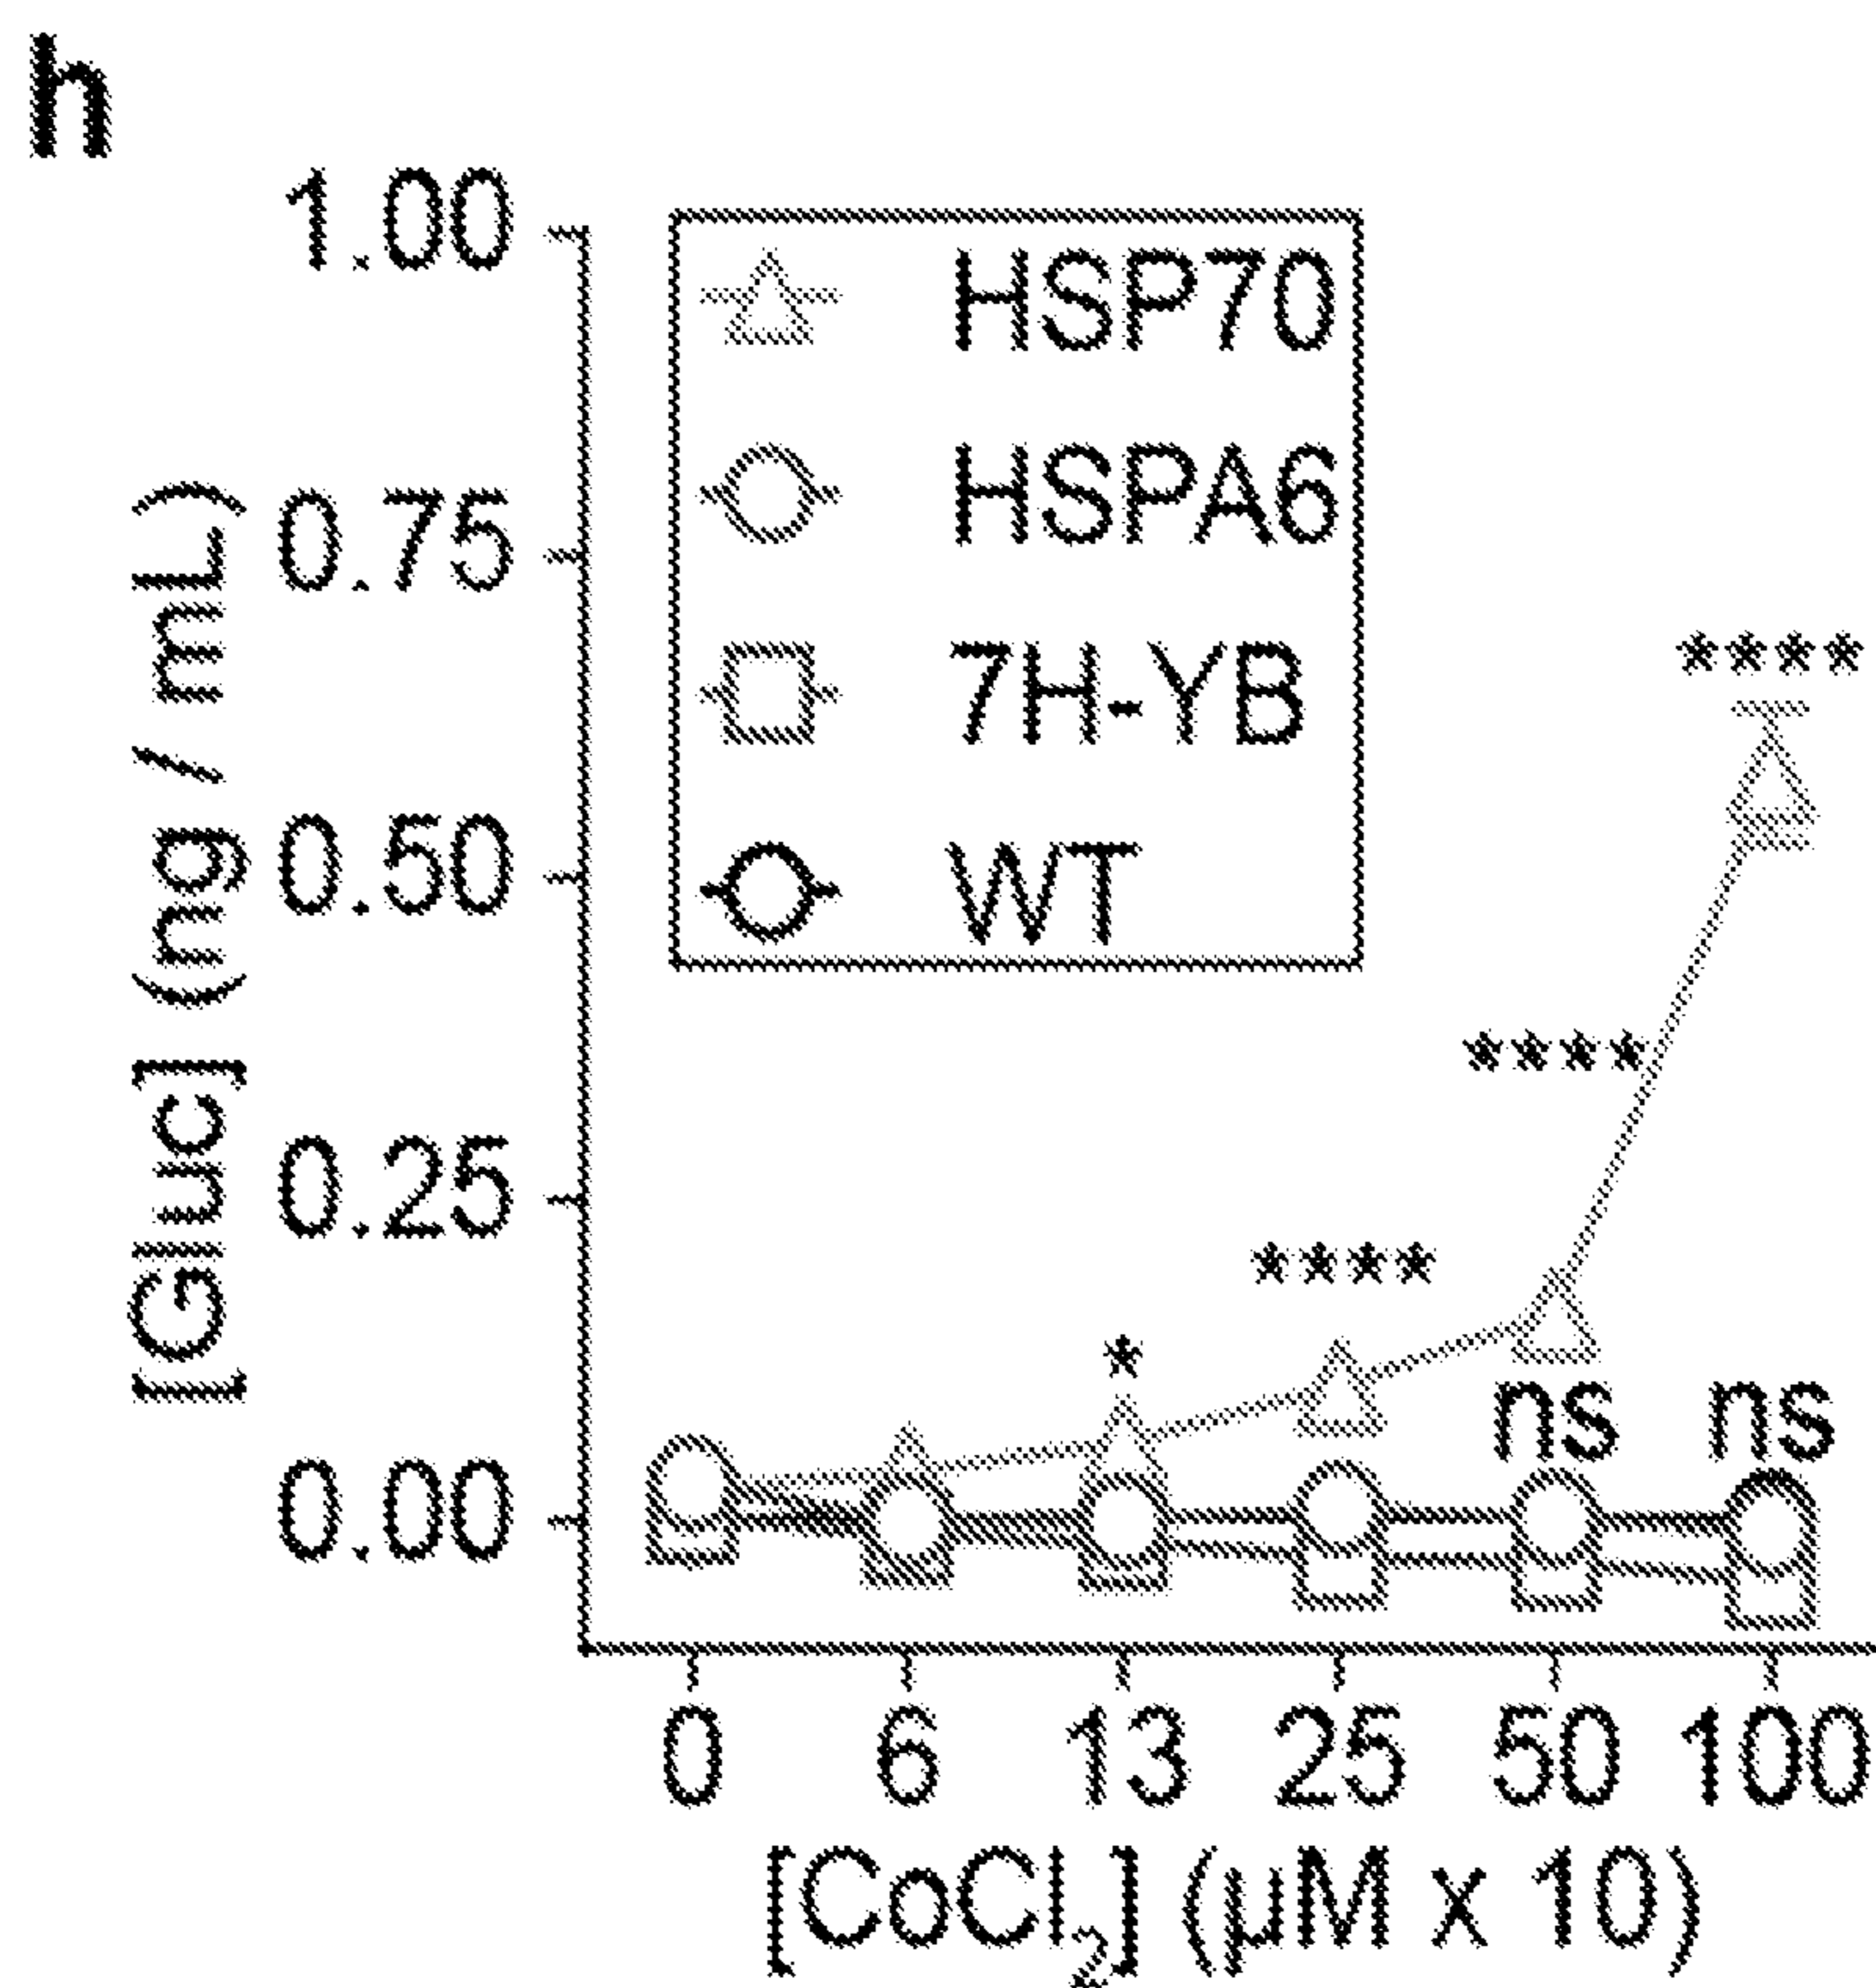 h
1.00
0.75
0.50
0.25
0.00
[Gluc] (ng / mL)
HSP70
HSPA6
7H-YB
WT
****
****
****
*
ns ns
0 6 13 25 50 100
[CoCl₂] (µM x 10)